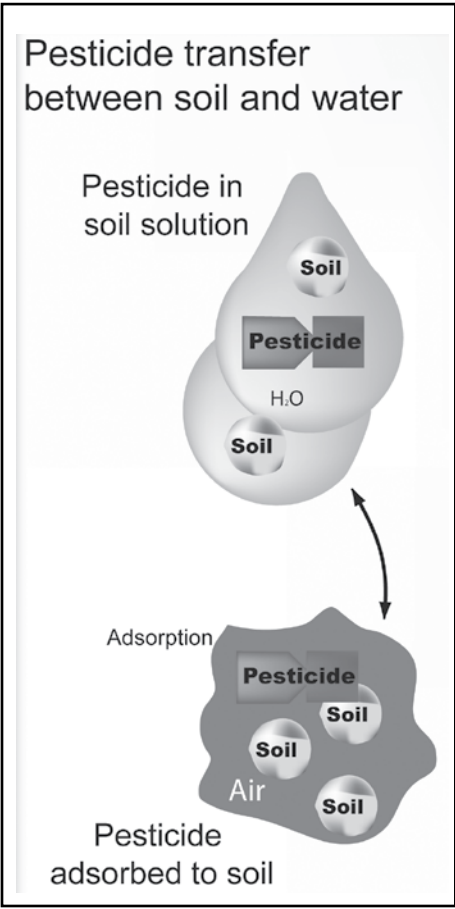 Pesticide transfer
between soil and water
Pesticide in
soil solution
Soil
Pesticide
H₂O
Soil
Adsorption
Pesticide
Soil
Soil
Air
Soil
Pesticide
adsorbed to soil